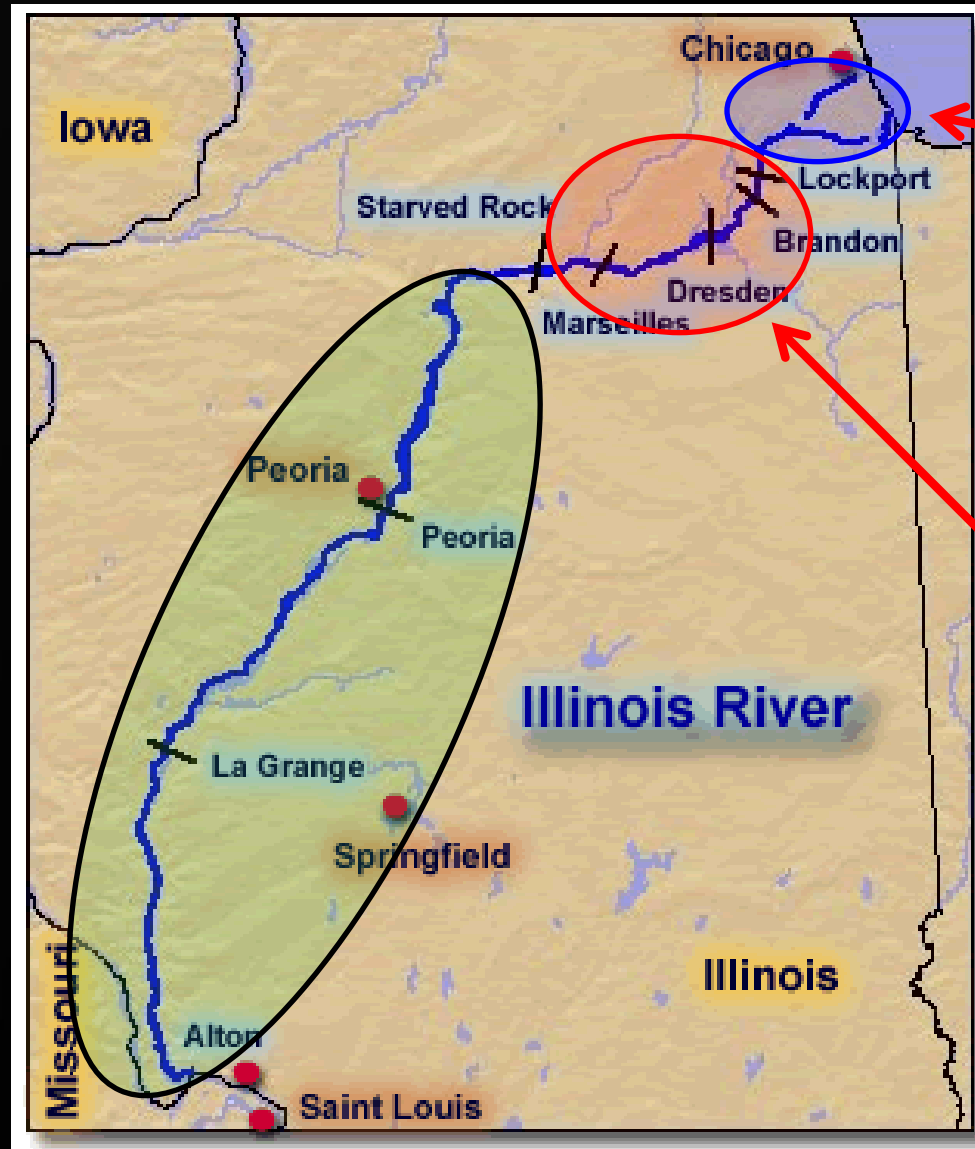 Chicago
Iowa
Lockport
Starved Rock
Brandon
Dresden
Marseilles
Peoria
Peoria
Illinois River
La Grange
Springfield
Missouri
Illinois
Alton
Saint Louis